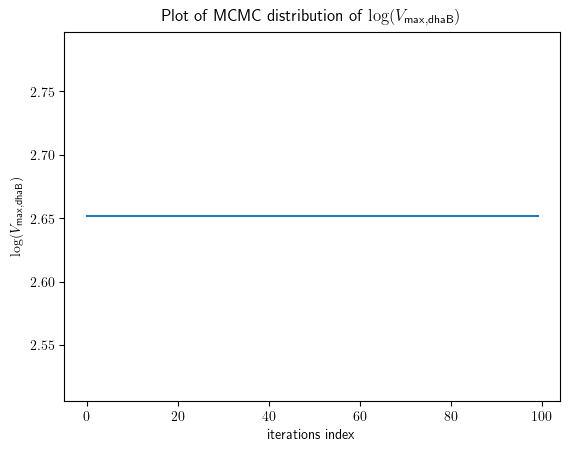 Plot of MCMC distribution of log(V_max,dhaB)
log(V_max,dhaB)
2.75
2.70
2.65
2.60
2.55
0 20 40 60 80 100
iterations index